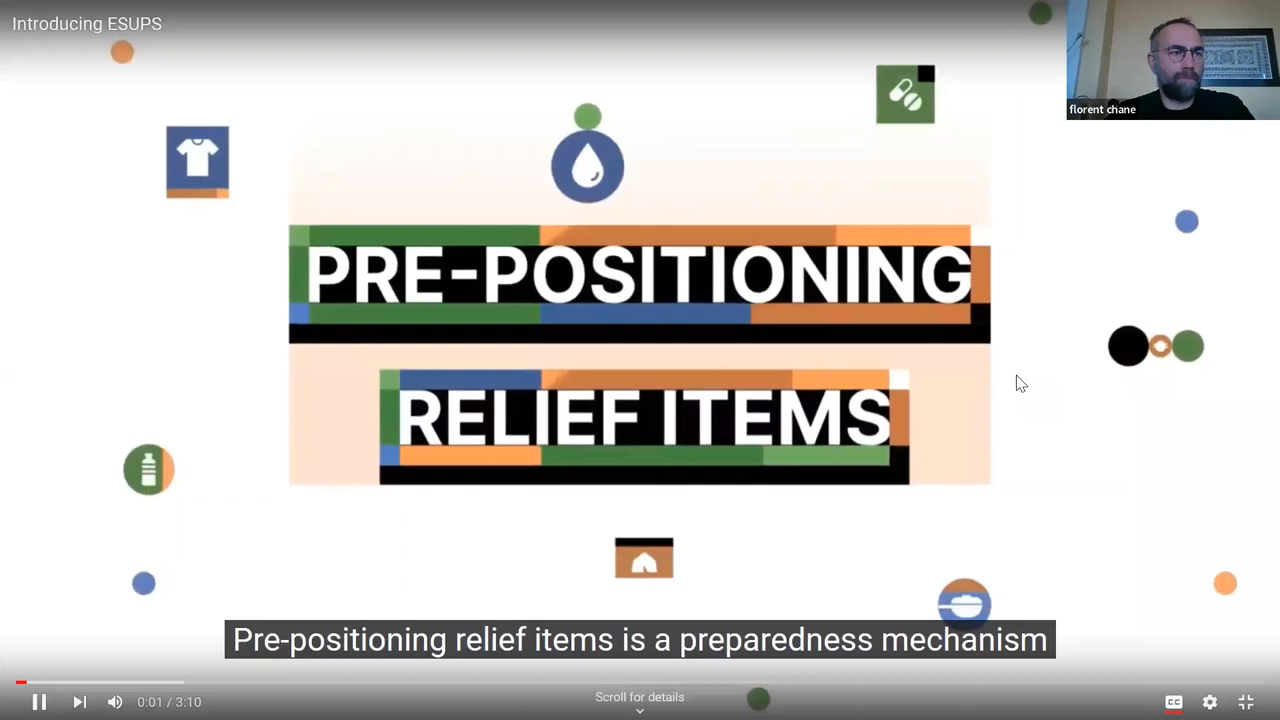 Introducing ESUPS
florent chane
PRE-POSITIONING
RELIEF ITEMS
Pre-positioning relief items is a preparedness mechanism
0:01 / 3:10
Scroll for details
CC